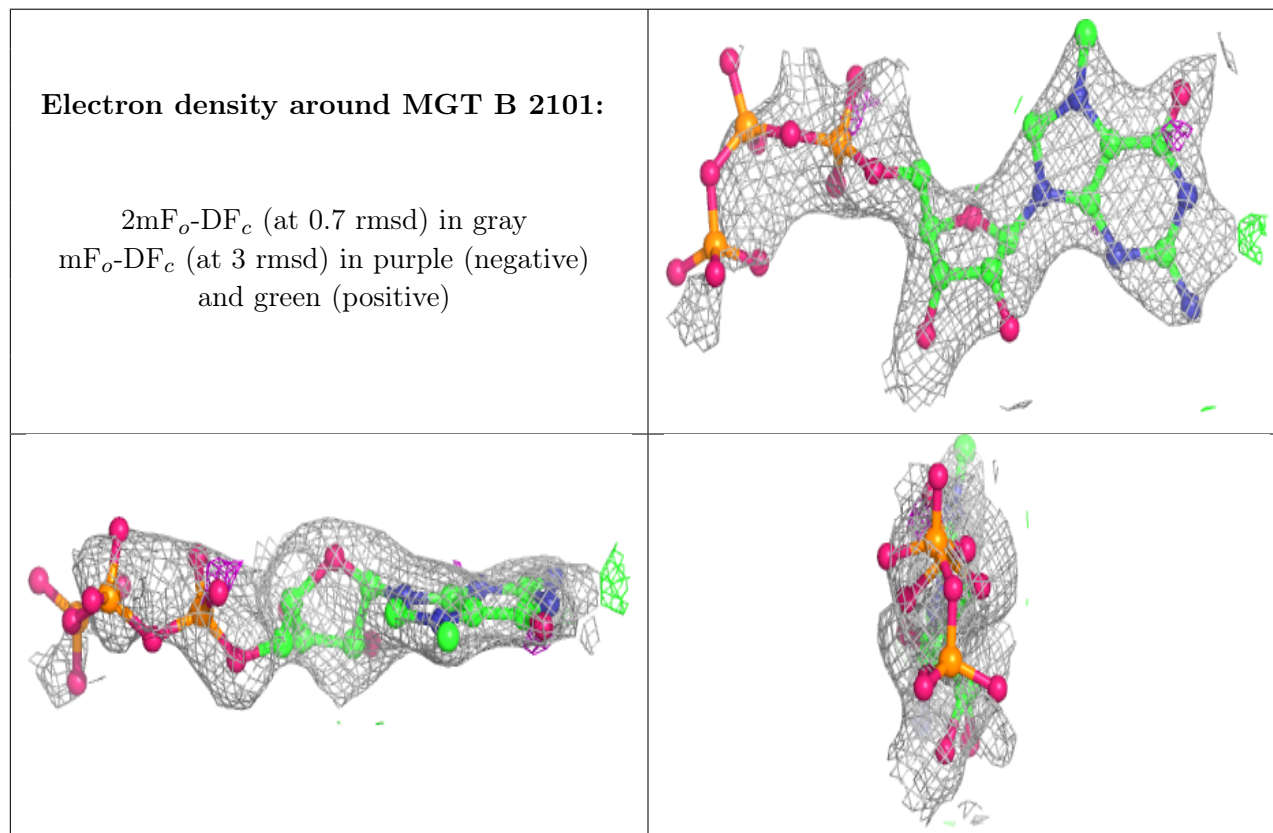 Electron density around MGT B 2101:
2mFo-DFc (at 0.7 rmsd) in gray
mFo-DFc (at 3 rmsd) in purple (negative)
and green (positive)